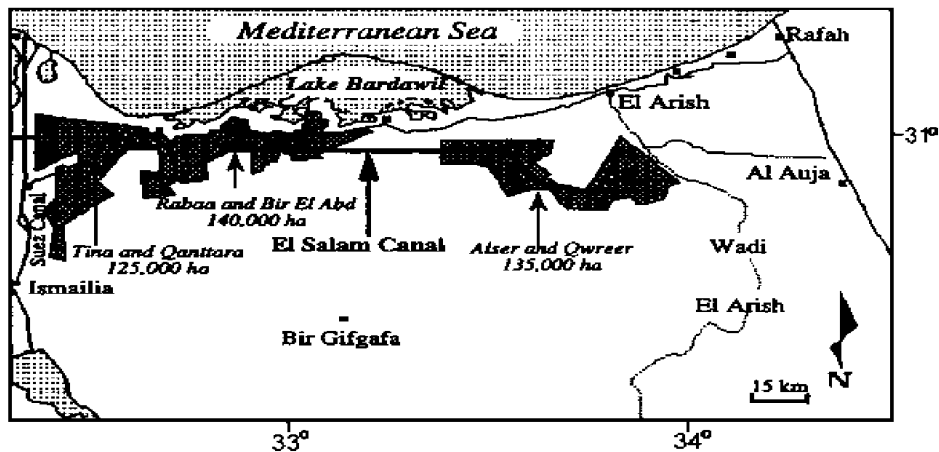 Mediterranean Sea
Rafah
Lake Bardawil
El Arish
31°
Al Auja
Rabaa and Bir El Abd
140,000 ha
Suez Canal
Tina and Qanttara
125,000 ha
El Salam Canal
Aiser and Qwreer
135,000 ha
Wadi
Ismailia
El Arish
Bir Gifgafa
N
15 km
33°
34°